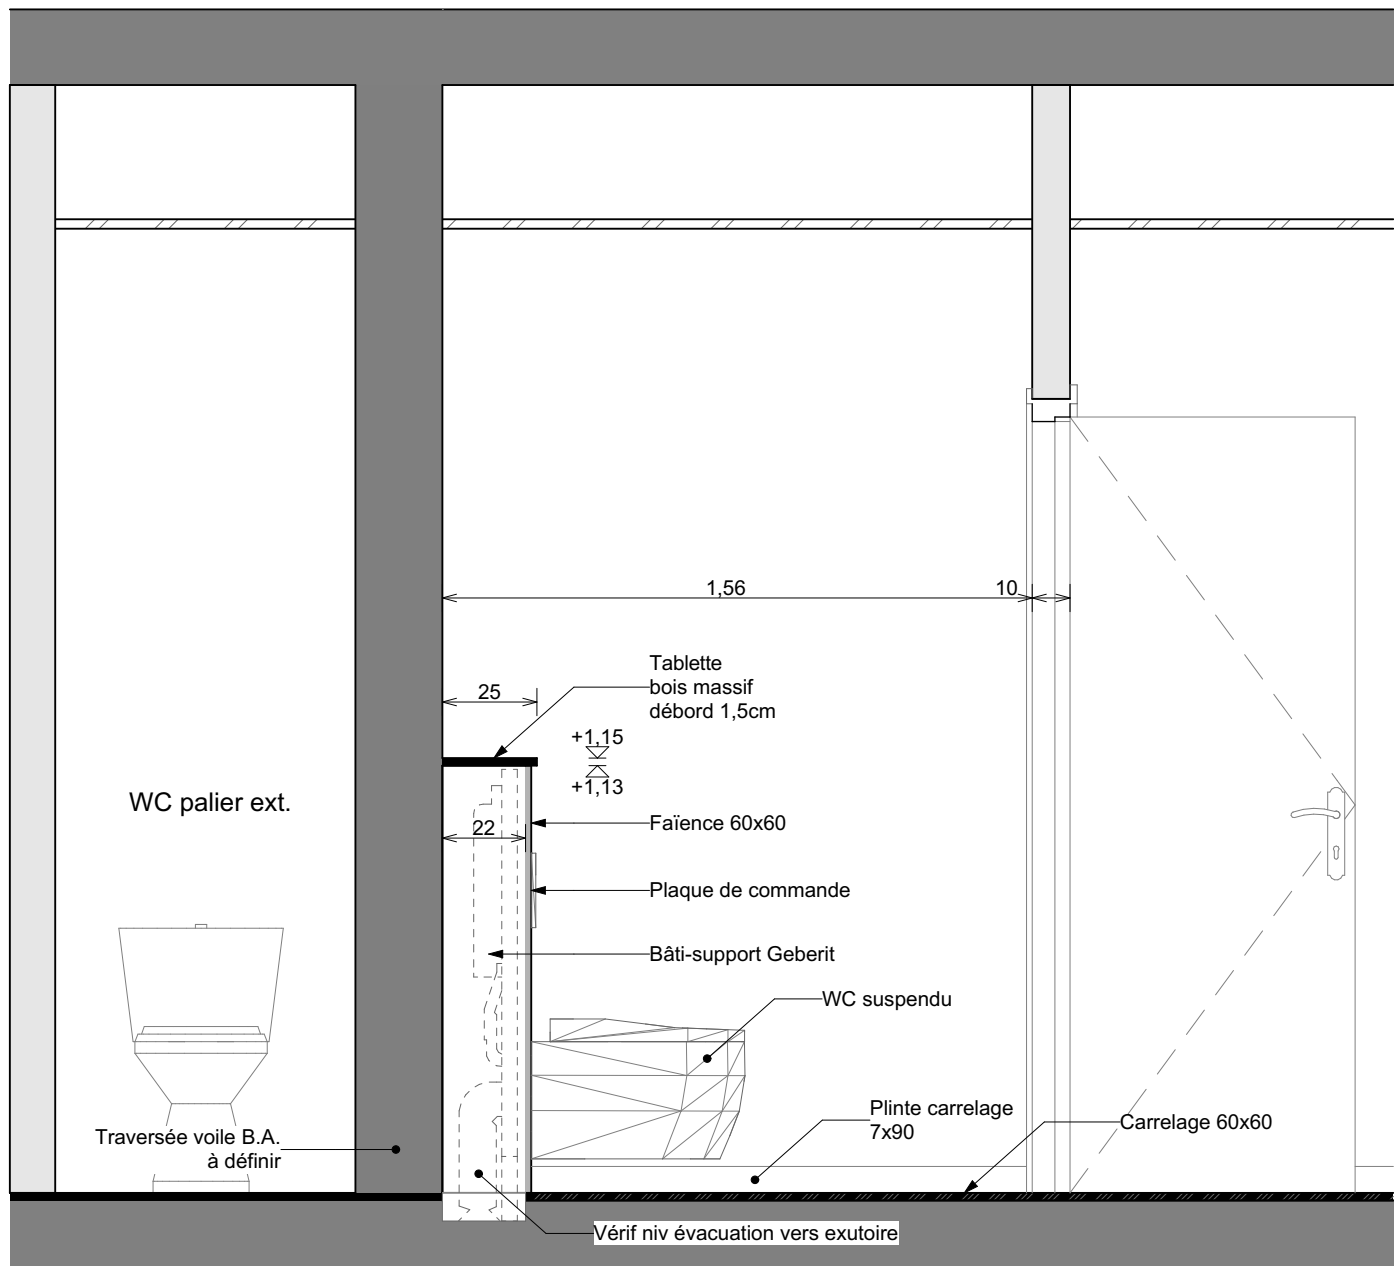 1,56
10
Tablette
bois massif
débord 1,5cm
25
+1,15
+1,13
WC palier ext.
22
Faïence 60x60
Plaque de commande
Bâti-support Geberit
WC suspendu
Plinte carrelage
7x90
Carrelage 60x60
Traversée voile B.A.
à définir
Vérif niv évacuation vers exutoire